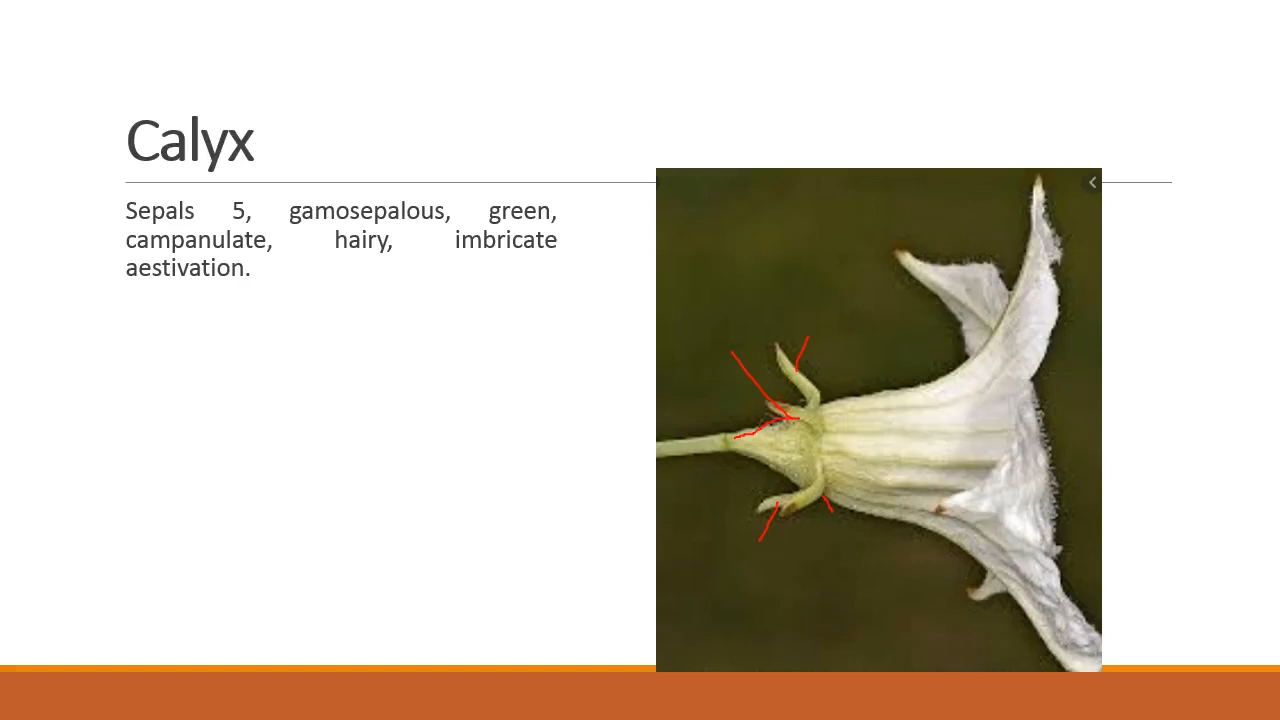 Calyx
Sepals 5, gamosepalous, green,
campanulate, hairy, imbricate
aestivation.